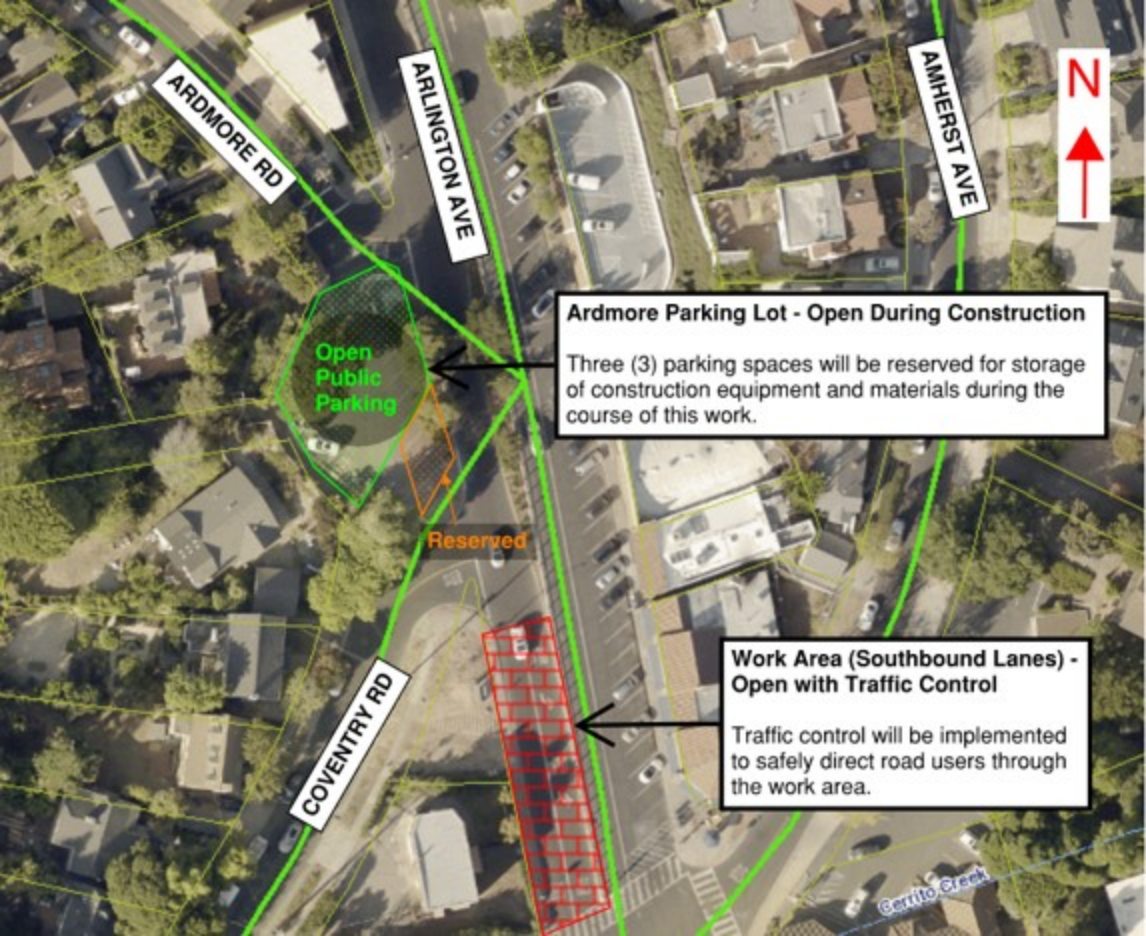 ARDMORE RD
ARLINGTON AVE
AMHERST AVE
N
Ardmore Parking Lot - Open During Construction
Three (3) parking spaces will be reserved for storage
of construction equipment and materials during the
course of this work.
Open
Public
Parking
Reserved
Work Area (Southbound Lanes) -
Open with Traffic Control
Traffic control will be implemented
to safely direct road users through
the work area.
COVENTRY RD
Cerrito Creek